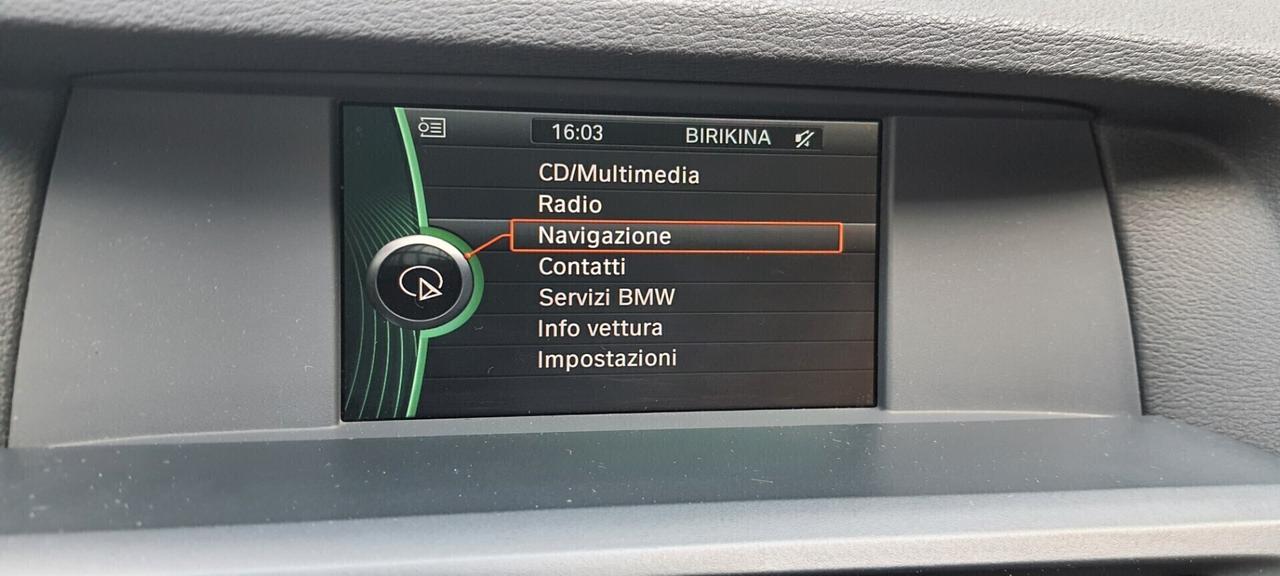 16:03 BIRIKINA
CD/Multimedia
Radio
Navigazione
Contatti
Servizi BMW
Info vettura
Impostazioni